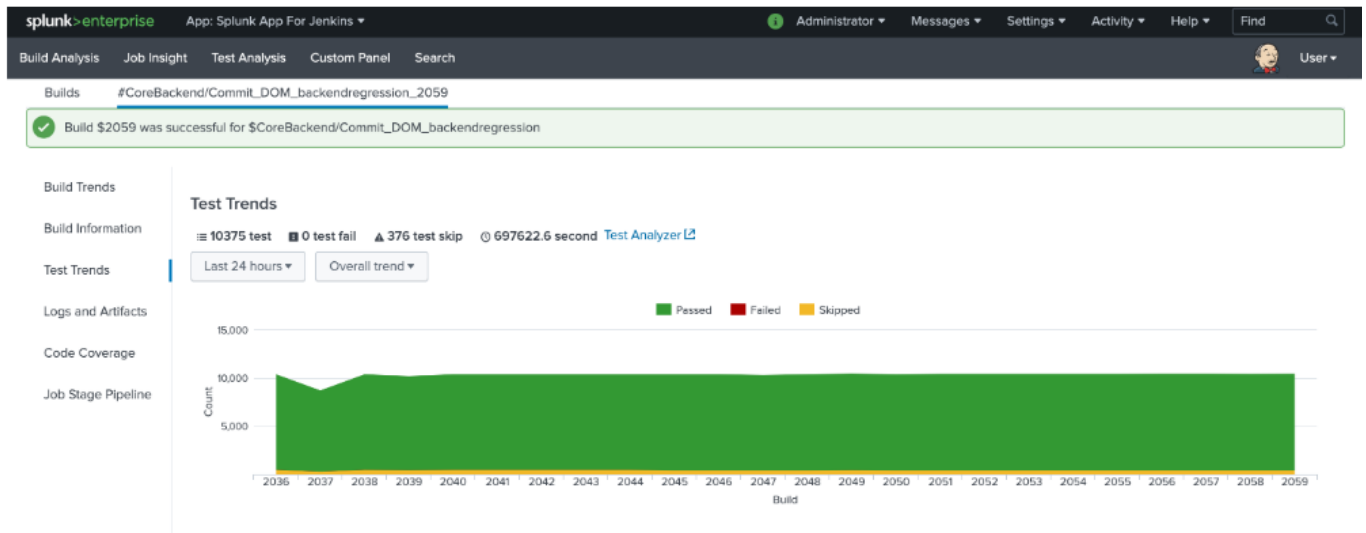 splunk>enterprise App: Splunk App For Jenkins ▾ i Administrator ▾ Messages ▾ Settings ▾ Activity ▾ Help ▾ Find
Build Analysis Job Insight Test Analysis Custom Panel Search User ▾
Builds #CoreBackend/Commit_DOM_backendregression_2059
Build $2059 was successful for $CoreBackend/Commit_DOM_backendregression
Build Trends
Build Information
Test Trends
Logs and Artifacts
Code Coverage
Job Stage Pipeline
Test Trends
10375 test 0 test fail 376 test skip 697622.6 second Test Analyzer
Last 24 hours ▾ Overall trend ▾
Passed Failed Skipped
15,000
10,000
5,000
Count
2036 2037 2038 2039 2040 2041 2042 2043 2044 2045 2046 2047 2048 2049 2050 2051 2052 2053 2054 2055 2056 2057 2058 2059
Build